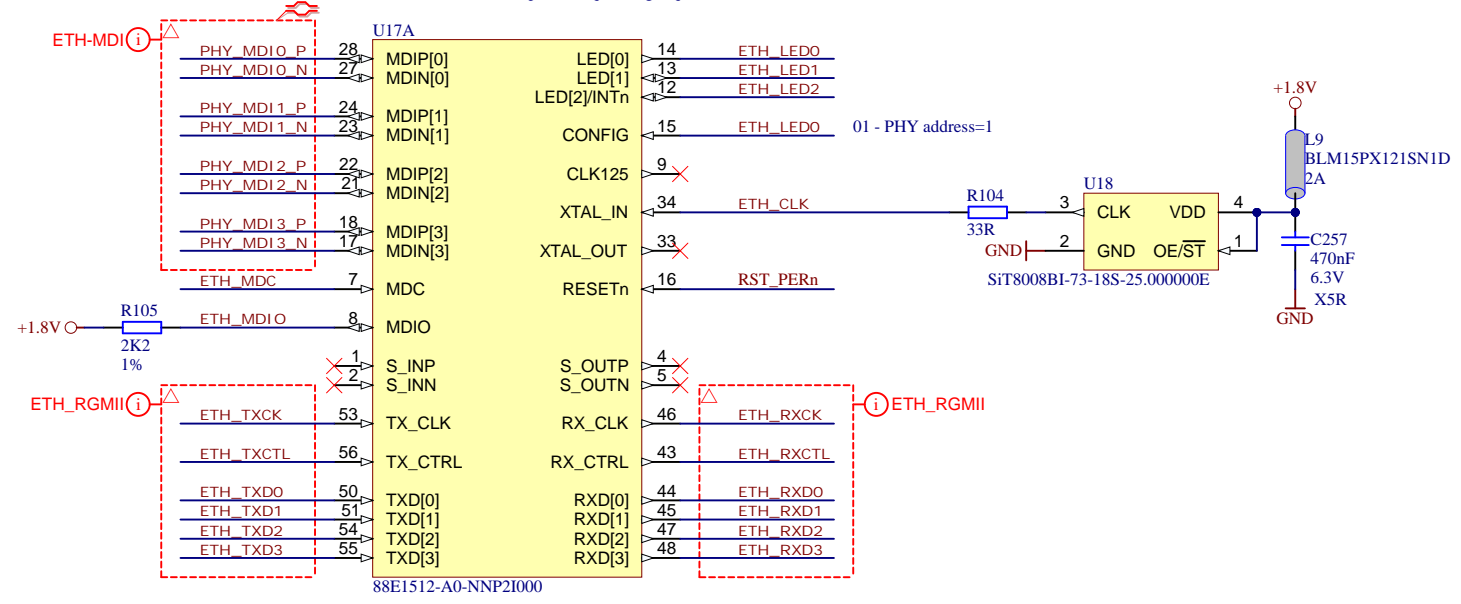 U17A
ETH-MDI i
PHY_MDI0_P 28 MDIP[0] LED[0] 14 ETH_LED0
PHY_MDI0_N 27 MDIN[0] LED[1] 13 ETH_LED1
LED[2]/INTn 12 ETH_LED2
PHY_MDI1_P 24 MDIP[1]
PHY_MDI1_N 23 MDIN[1] CONFIG 15 ETH_LED0 01 - PHY address=1
PHY_MDI2_P 22 MDIP[2] CLK125 9
PHY_MDI2_N 21 MDIN[2]
XTAL_IN 34 ETH_CLK
PHY_MDI3_P 18 MDIP[3]
PHY_MDI3_N 17 MDIN[3] XTAL_OUT 33
ETH_MDC 7 MDC RESETn 16 RST_PERn
+1.8V R105 ETH_MDIO 8 MDIO
2K2
1%
1 S_INP S_OUTP 4
2 S_INN S_OUTN 5
ETH_RGMII i
i ETH_RGMII
ETH_TXCK 53 TX_CLK RX_CLK 46 ETH_RXCK
ETH_TXCTL 56 TX_CTRL RX_CTRL 43 ETH_RXCTL
ETH_TXD0 50 TXD[0] RXD[0] 44 ETH_RXD0
ETH_TXD1 51 TXD[1] RXD[1] 45 ETH_RXD1
ETH_TXD2 54 TXD[2] RXD[2] 47 ETH_RXD2
ETH_TXD3 55 TXD[3] RXD[3] 48 ETH_RXD3
88E1512-A0-NNP2I000
+1.8V
L9
BLM15PX121SN1D
2A
U18
R104
33R
3 CLK VDD 4
GND 2 GND OE/ST 1
SiT8008BI-73-18S-25.000000E
C257
470nF
6.3V
X5R
GND